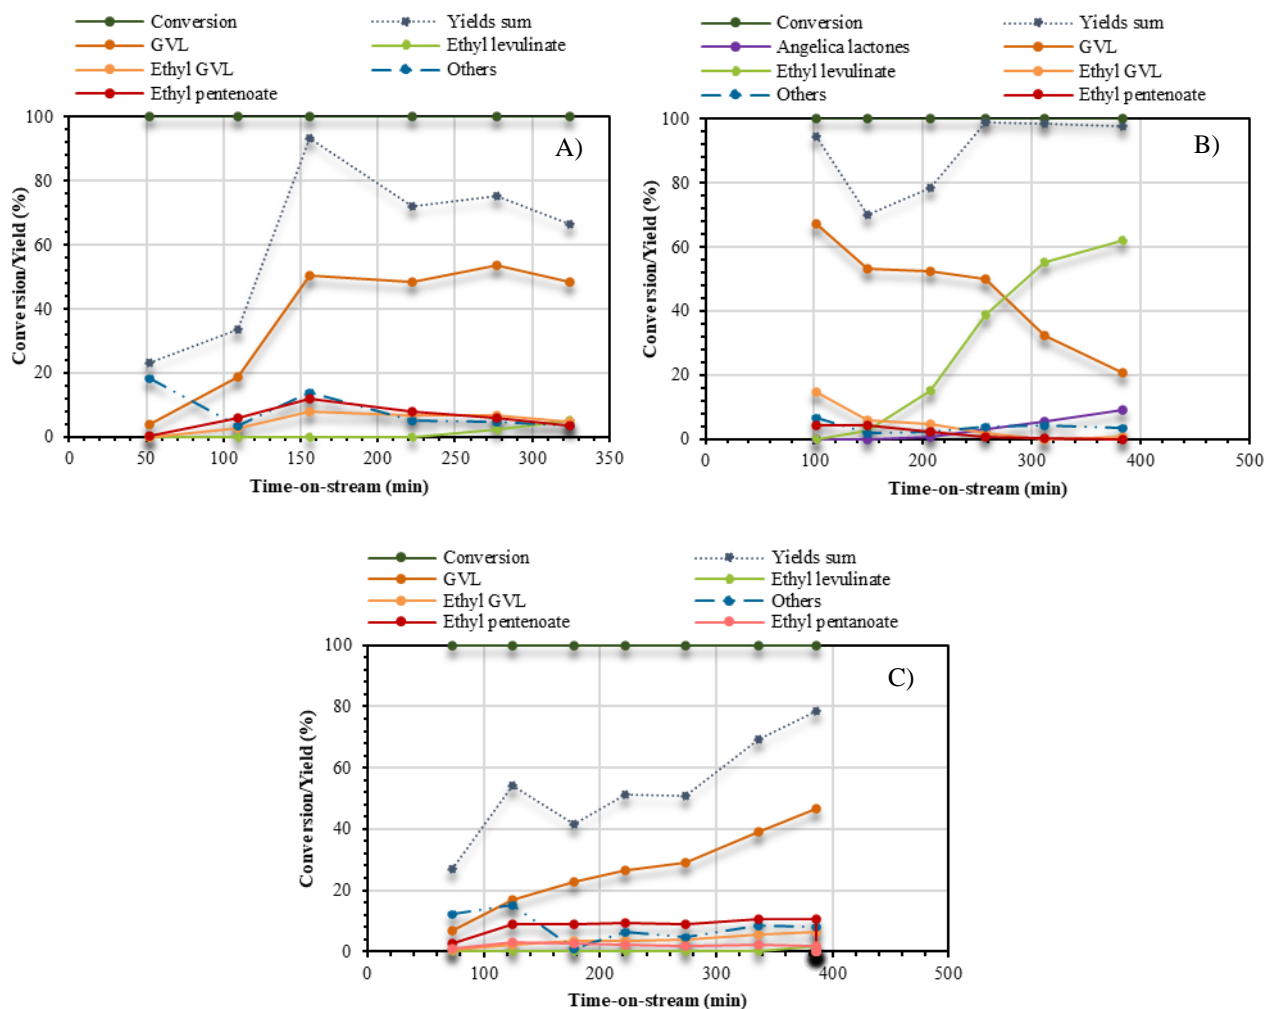 Conversion Yields sum
GVL Ethyl levulinate
Ethyl GVL Others
Ethyl pentenoate
100
80
60
40
20
0
0 50 100 150 200 250 300 350
Conversion/Yield (%)
Time-on-stream (min)
A)
Conversion Yields sum
Angelica lactones GVL
Ethyl levulinate Ethyl GVL
Others Ethyl pentenoate
100
80
60
40
20
0
0 100 200 300 400 500
Conversion/Yield (%)
Time-on-stream (min)
B)
Conversion Yields sum
GVL Ethyl levulinate
Ethyl GVL Others
Ethyl pentenoate Ethyl pentanoate
100
80
60
40
20
0
0 100 200 300 400 500
Conversion/Yield (%)
Time-on-stream (min)
C)